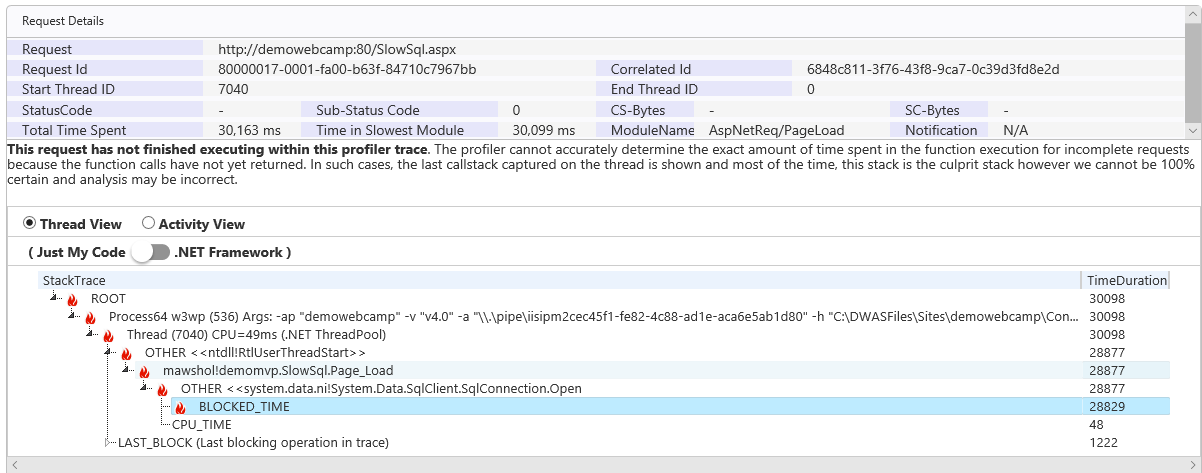 Request Details
Request http://demowebcamp:80/SlowSql.aspx
Request Id 80000017-0001-fa00-b63f-84710c7967bb Correlated Id 6848c811-3f76-43f8-9ca7-0c39d3fd8e2d
Start Thread ID 7040 End Thread ID 0
StatusCode - Sub-Status Code 0 CS-Bytes - SC-Bytes -
Total Time Spent 30,163 ms Time in Slowest Module 30,099 ms ModuleName AspNetReq/PageLoad Notification N/A
This request has not finished executing within this profiler trace. The profiler cannot accurately determine the exact amount of time spent in the function execution for incomplete requests
because the function calls have not yet returned. In such cases, the last callstack captured on the thread is shown and most of the time, this stack is the culprit stack however we cannot be 100%
certain and analysis may be incorrect.
Thread View Activity View
( Just My Code .NET Framework )
StackTrace TimeDuration
ROOT 30098
Process64 w3wp (536) Args: -ap "demowebcamp" -v "v4.0" -a "\\.\pipe\iisipm2cec45f1-fe82-4c88-ad1e-aca6e5ab1d80" -h "C:\DWASFiles\Sites\demowebcamp\Con... 30098
Thread (7040) CPU=49ms (.NET ThreadPool) 30098
OTHER <<ntdll!RtlUserThreadStart>> 28877
mawshol!demomvp.SlowSql.Page_Load 28877
OTHER <<system.data.ni!System.Data.SqlClient.SqlConnection.Open 28877
BLOCKED_TIME 28829
CPU_TIME 48
LAST_BLOCK (Last blocking operation in trace) 1222